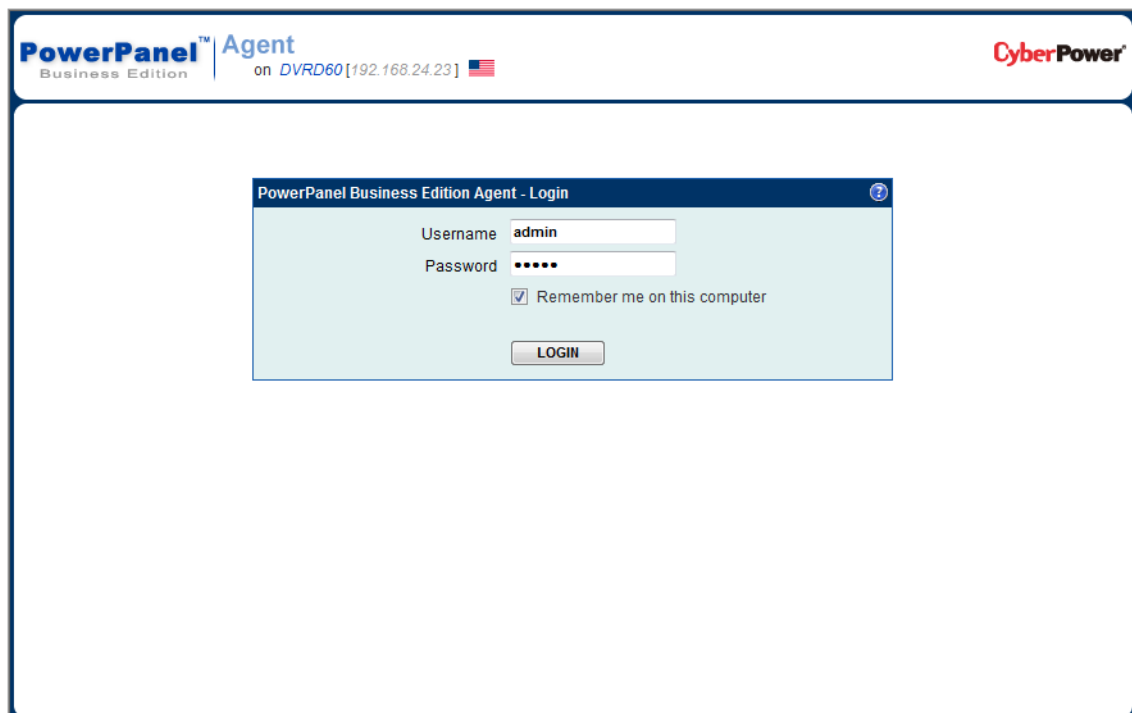 PowerPanel™ Agent
Business Edition on DVRD60 [192.168.24.23]
CyberPower®
PowerPanel Business Edition Agent - Login ?
Username admin
Password •••••
Remember me on this computer
LOGIN